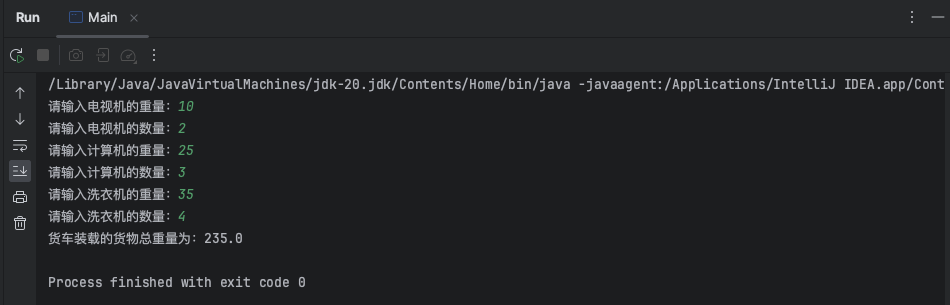 Run
Main
/Library/Java/JavaVirtualMachines/jdk-20.jdk/Contents/Home/bin/java -javaagent:/Applications/IntelliJ IDEA.app/Cont
请输入电视机的重量：10
请输入电视机的数量：2
请输入计算机的重量：25
请输入计算机的数量：3
请输入洗衣机的重量：35
请输入洗衣机的数量：4
货车装载的货物总重量为：235.0
Process finished with exit code 0